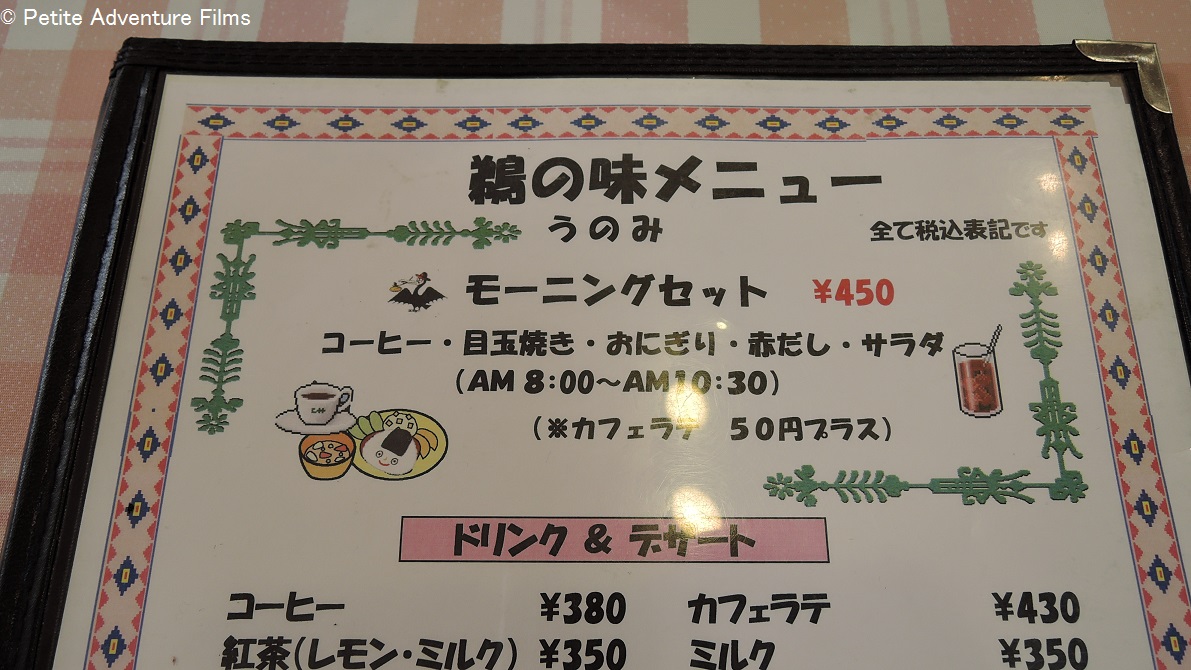 © Petite Adventure Films
鵜の味メニュー
うのみ
全て税込表記です
モーニングセット ¥450
コーヒー・目玉焼き・おにぎり・赤だし・サラダ
(AM 8:00～AM10:30)
(※カフェラテ 50円プラス)
ドリンク & デザート
コーヒー ¥380 カフェラテ ¥430
紅茶(レモン・ミルク) ¥350 ミルク ¥350